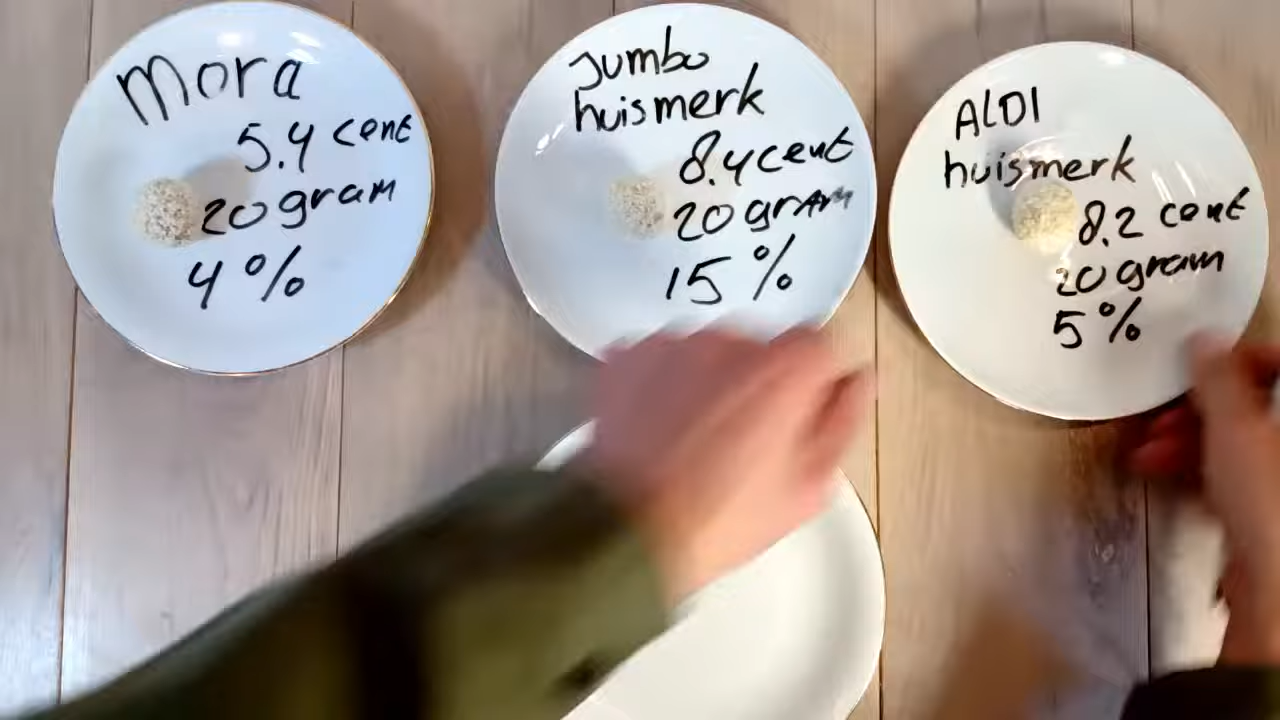 Mora
5.4 cent
20 gram
4%
Jumbo
huismerk
8.4 cent
20 gram
15%
ALDI
huismerk
8.2 cent
20 gram
5%